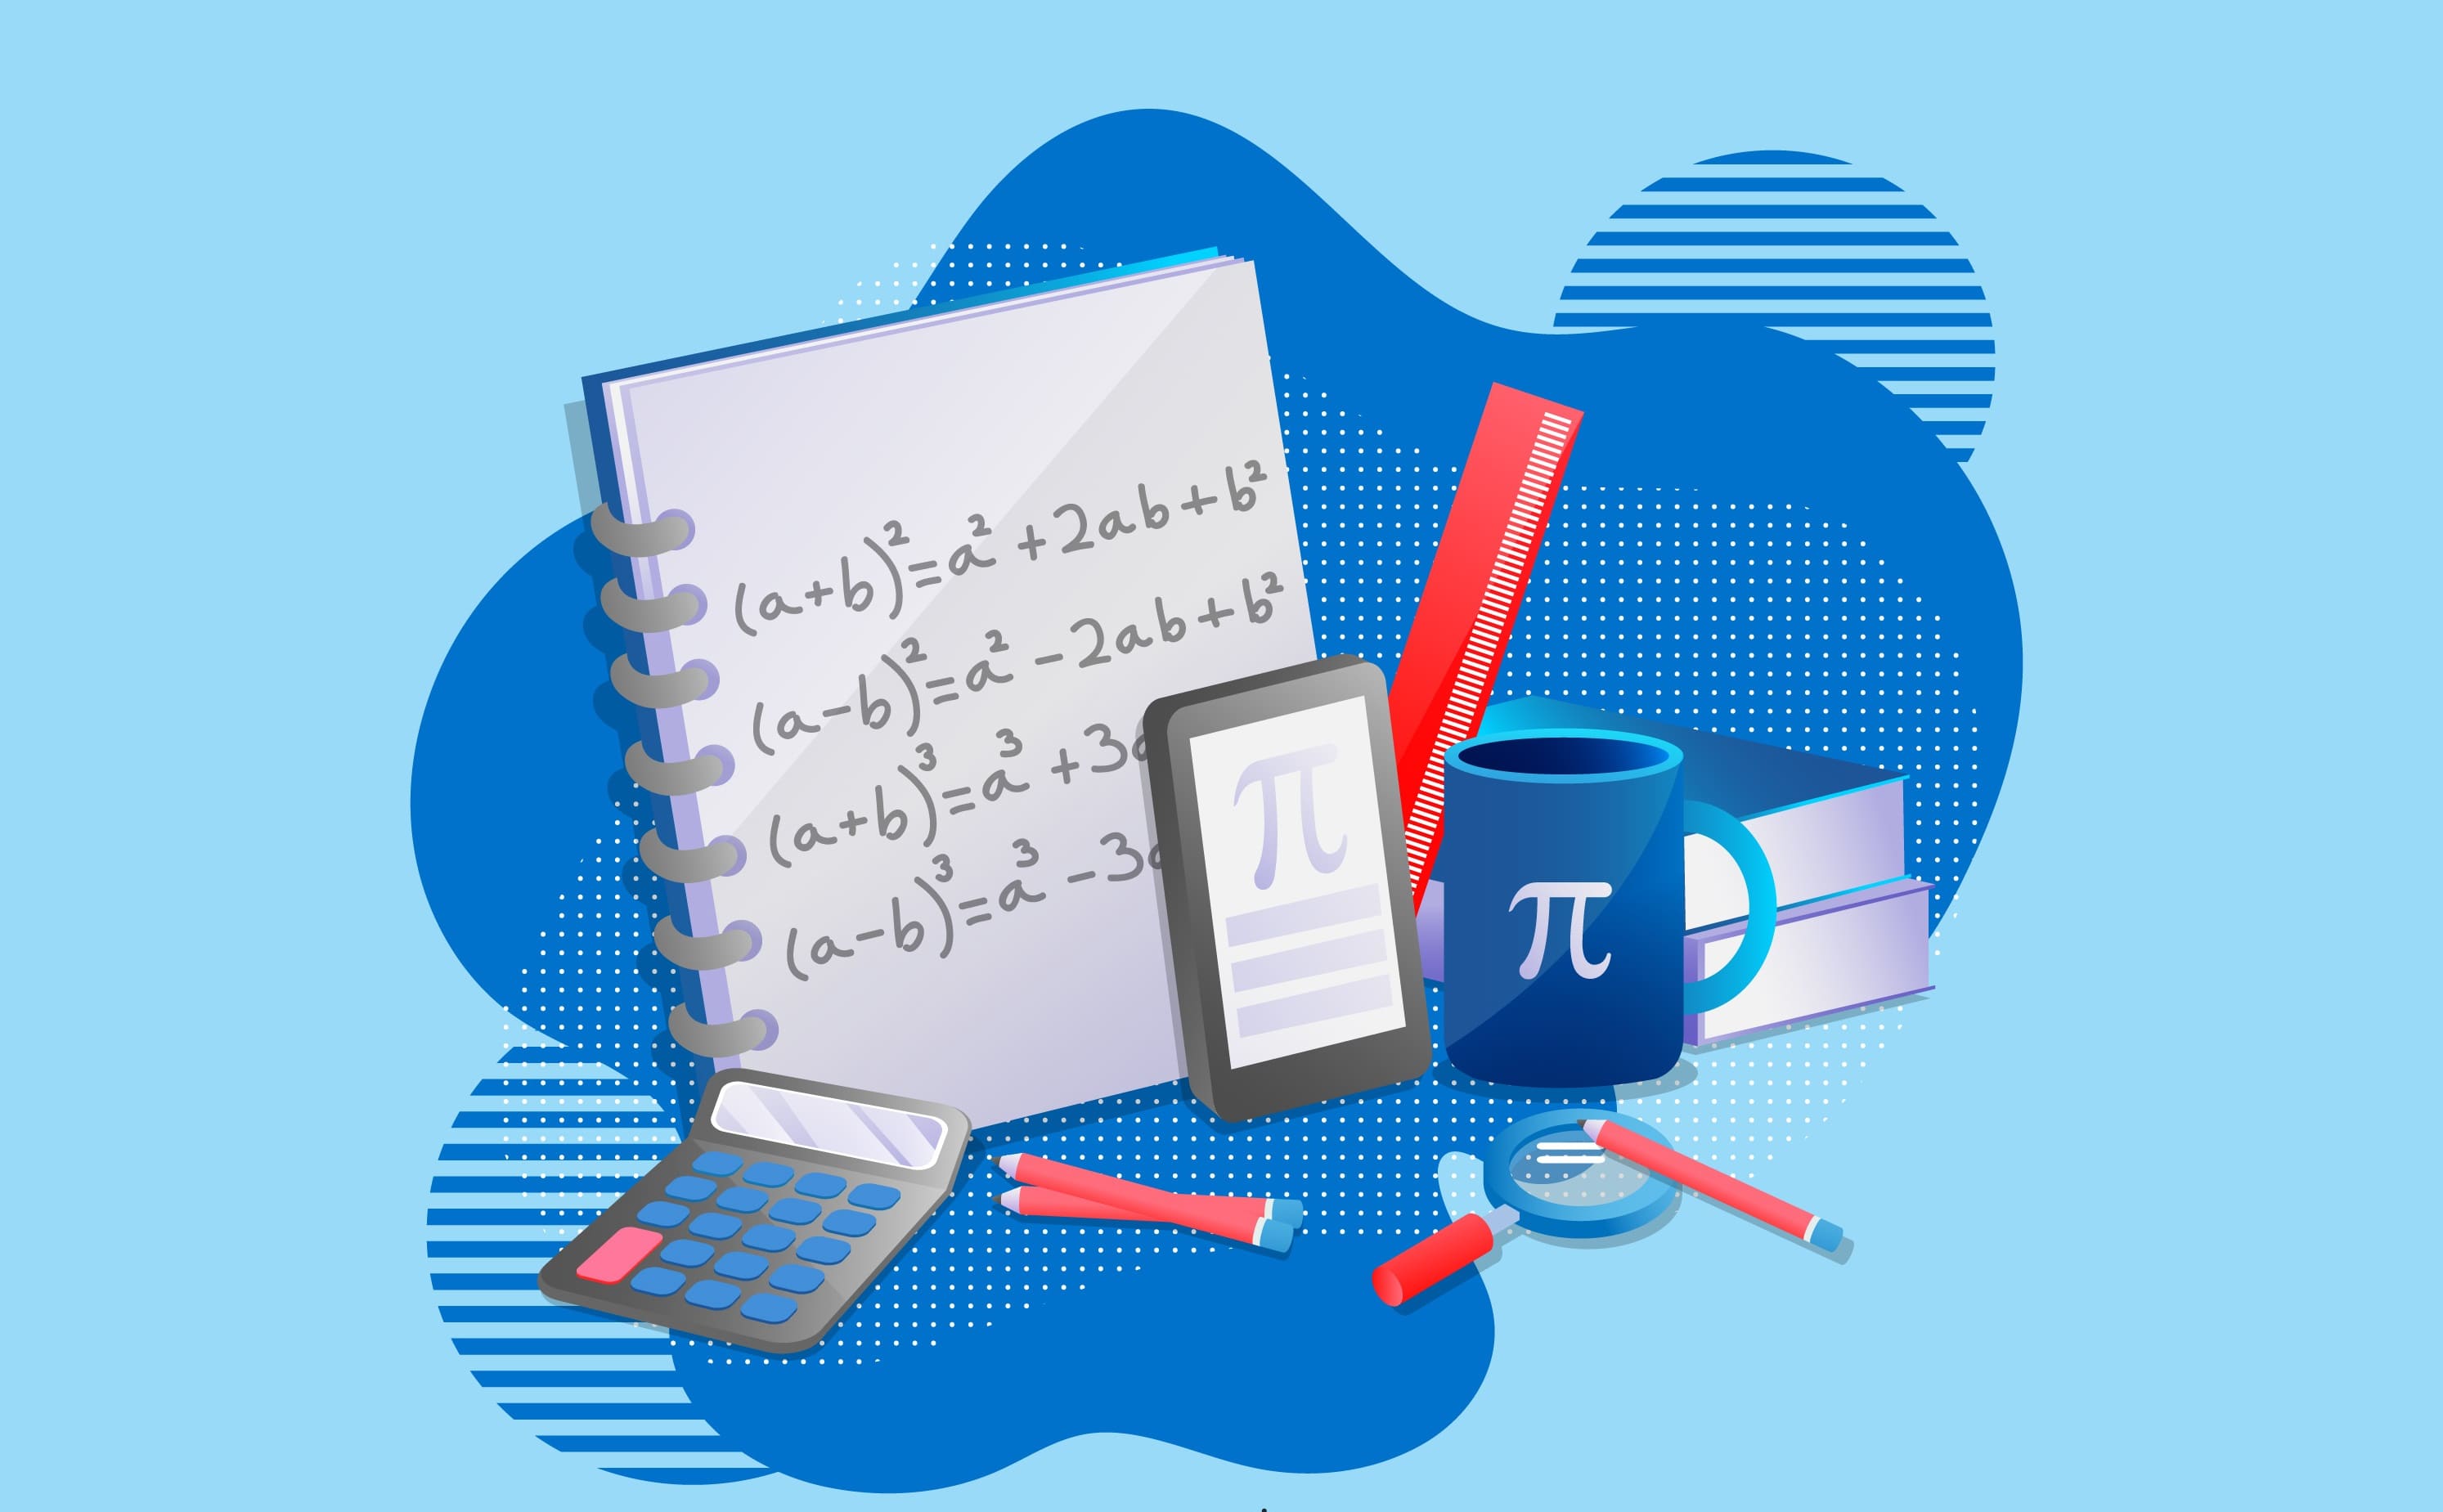 (a+b)²=a² +2ab+b²
(a-b)²=a² -2ab+b²
(a+b)³=a³ +3
(a-b)³=a³ -3
π
π